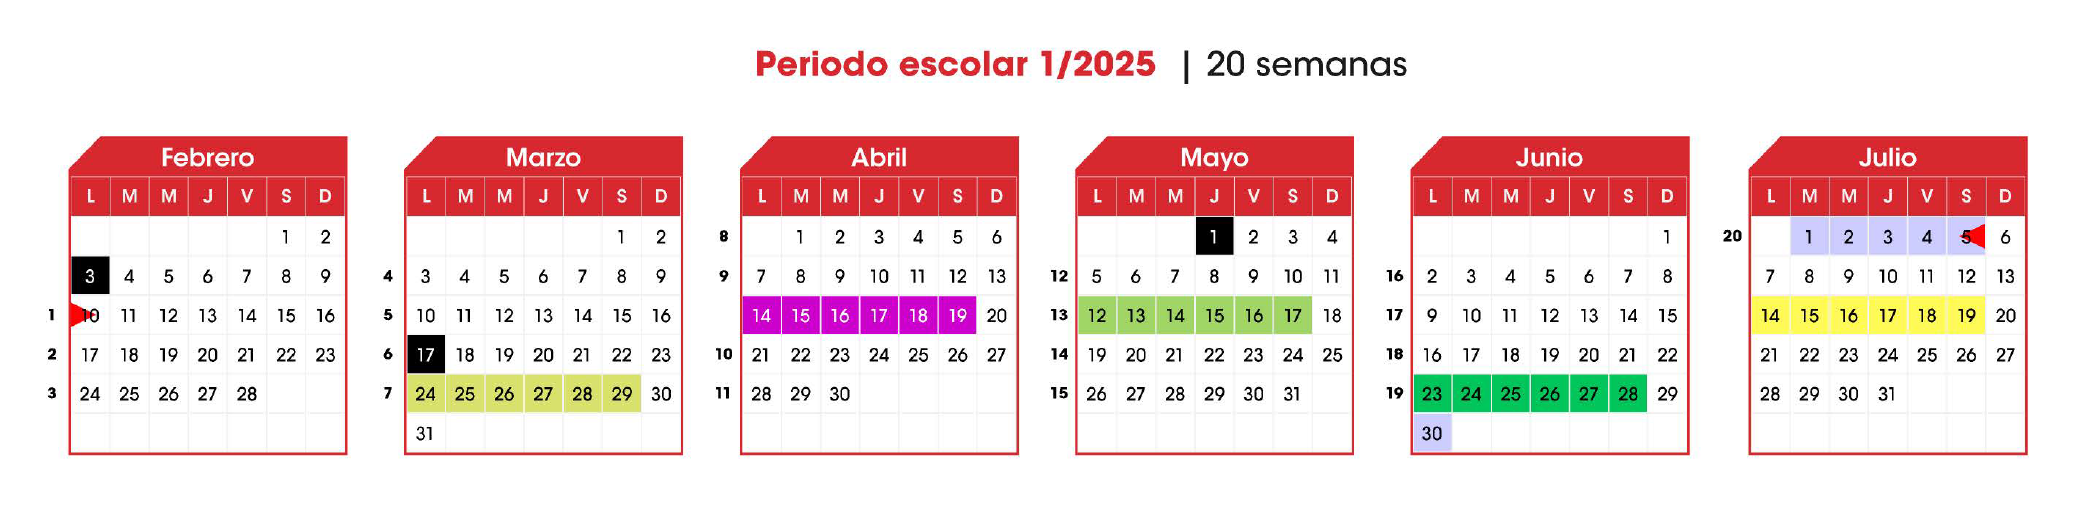 Periodo escolar 1/2025 | 20 semanas
Febrero
L M M J V S D
1 2
3 4 5 6 7 8 9
1 10 11 12 13 14 15 16
2 17 18 19 20 21 22 23
3 24 25 26 27 28
Marzo
L M M J V S D
1 2
4 3 4 5 6 7 8 9
5 10 11 12 13 14 15 16
6 17 18 19 20 21 22 23
7 24 25 26 27 28 29 30
31
Abril
L M M J V S D
8 1 2 3 4 5 6
9 7 8 9 10 11 12 13
14 15 16 17 18 19 20
10 21 22 23 24 25 26 27
11 28 29 30
Mayo
L M M J V S D
1 2 3 4
12 5 6 7 8 9 10 11
13 12 13 14 15 16 17 18
14 19 20 21 22 23 24 25
15 26 27 28 29 30 31
Junio
L M M J V S D
1
16 2 3 4 5 6 7 8
17 9 10 11 12 13 14 15
18 16 17 18 19 20 21 22
19 23 24 25 26 27 28 29
30
Julio
L M M J V S D
20 1 2 3 4 5 6
7 8 9 10 11 12 13
14 15 16 17 18 19 20
21 22 23 24 25 26 27
28 29 30 31